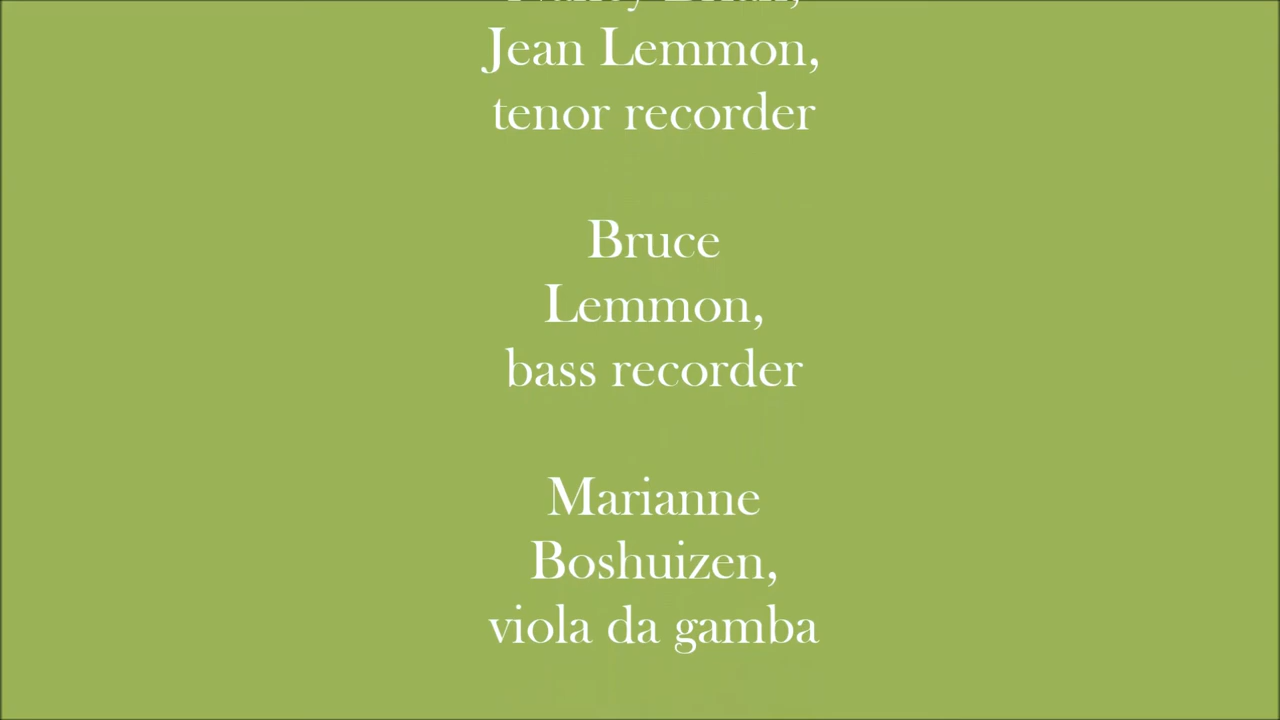 Jean Lemmon,
tenor recorder
Bruce
Lemmon,
bass recorder
Marianne
Boshuizen,
viola da gamba